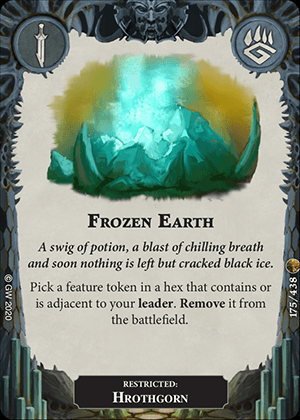 Frozen Earth
A swig of potion, a blast of chilling breath
and soon nothing is left but cracked black ice.
Pick a feature token in a hex that contains or
is adjacent to your leader. Remove it from
the battlefield.
RESTRICTED:
Hrothgorn
© GW 2020
175/438